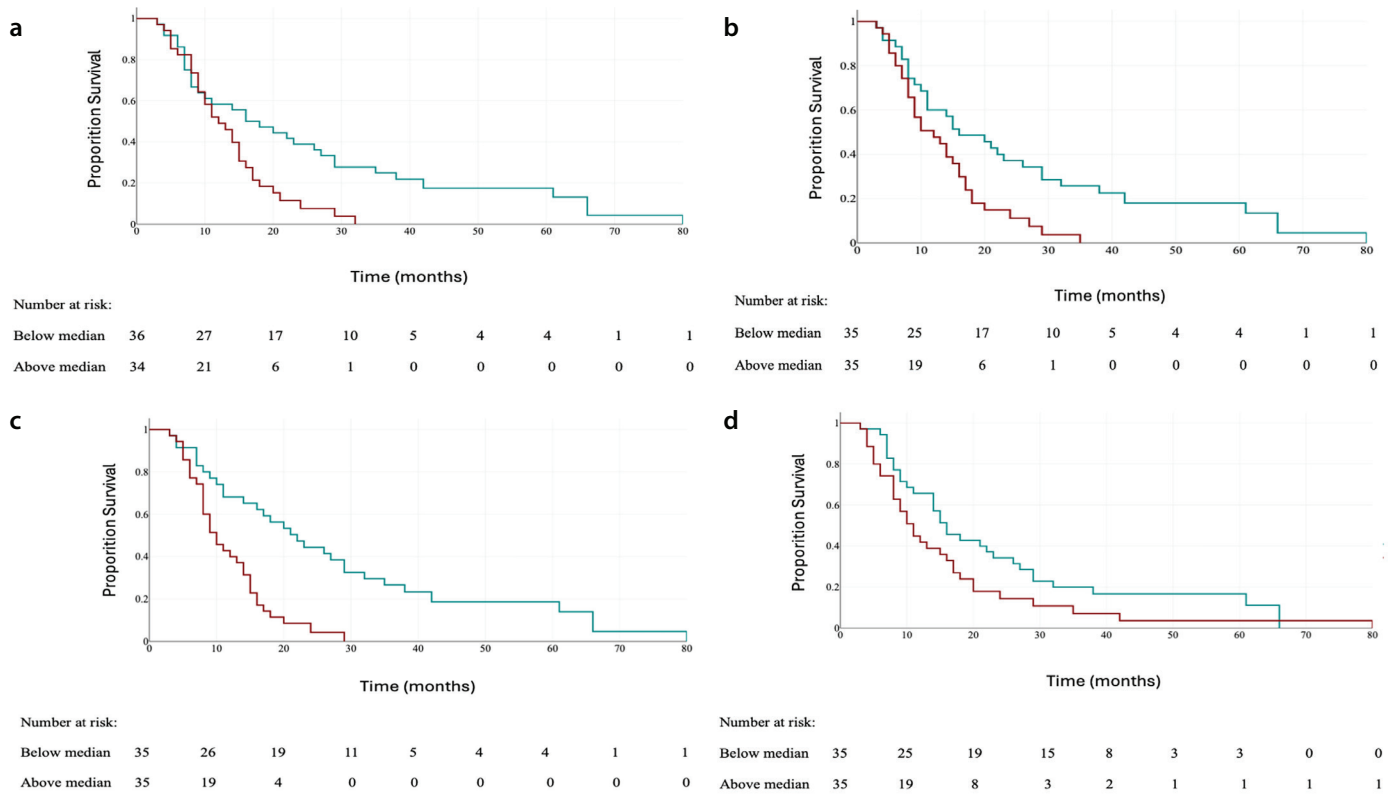 a
Proporition Survival
1
0.8
0.6
0.4
0.2
0
0 10 20 30 40 50 60 70 80
Time (months)
Number at risk:
Below median 36 27 17 10 5 4 4 1 1
Above median 34 21 6 1 0 0 0 0 0
b
Proporition Survival
1
0.8
0.6
0.4
0.2
0
0 10 20 30 40 50 60 70 80
Time (months)
Number at risk:
Below median 35 25 17 10 5 4 4 1 1
Above median 35 19 6 1 0 0 0 0 0
c
Proporition Survival
1
0.8
0.6
0.4
0.2
0
0 10 20 30 40 50 60 70 80
Time (months)
Number at risk:
Below median 35 26 19 11 5 4 4 1 1
Above median 35 19 4 0 0 0 0 0 0
d
Proporition Survival
1
0.8
0.6
0.4
0.2
0
0 10 20 30 40 50 60 70 80
Time (months)
Number at risk:
Below median 35 25 19 15 8 3 3 0 0
Above median 35 19 8 3 2 1 1 1 1